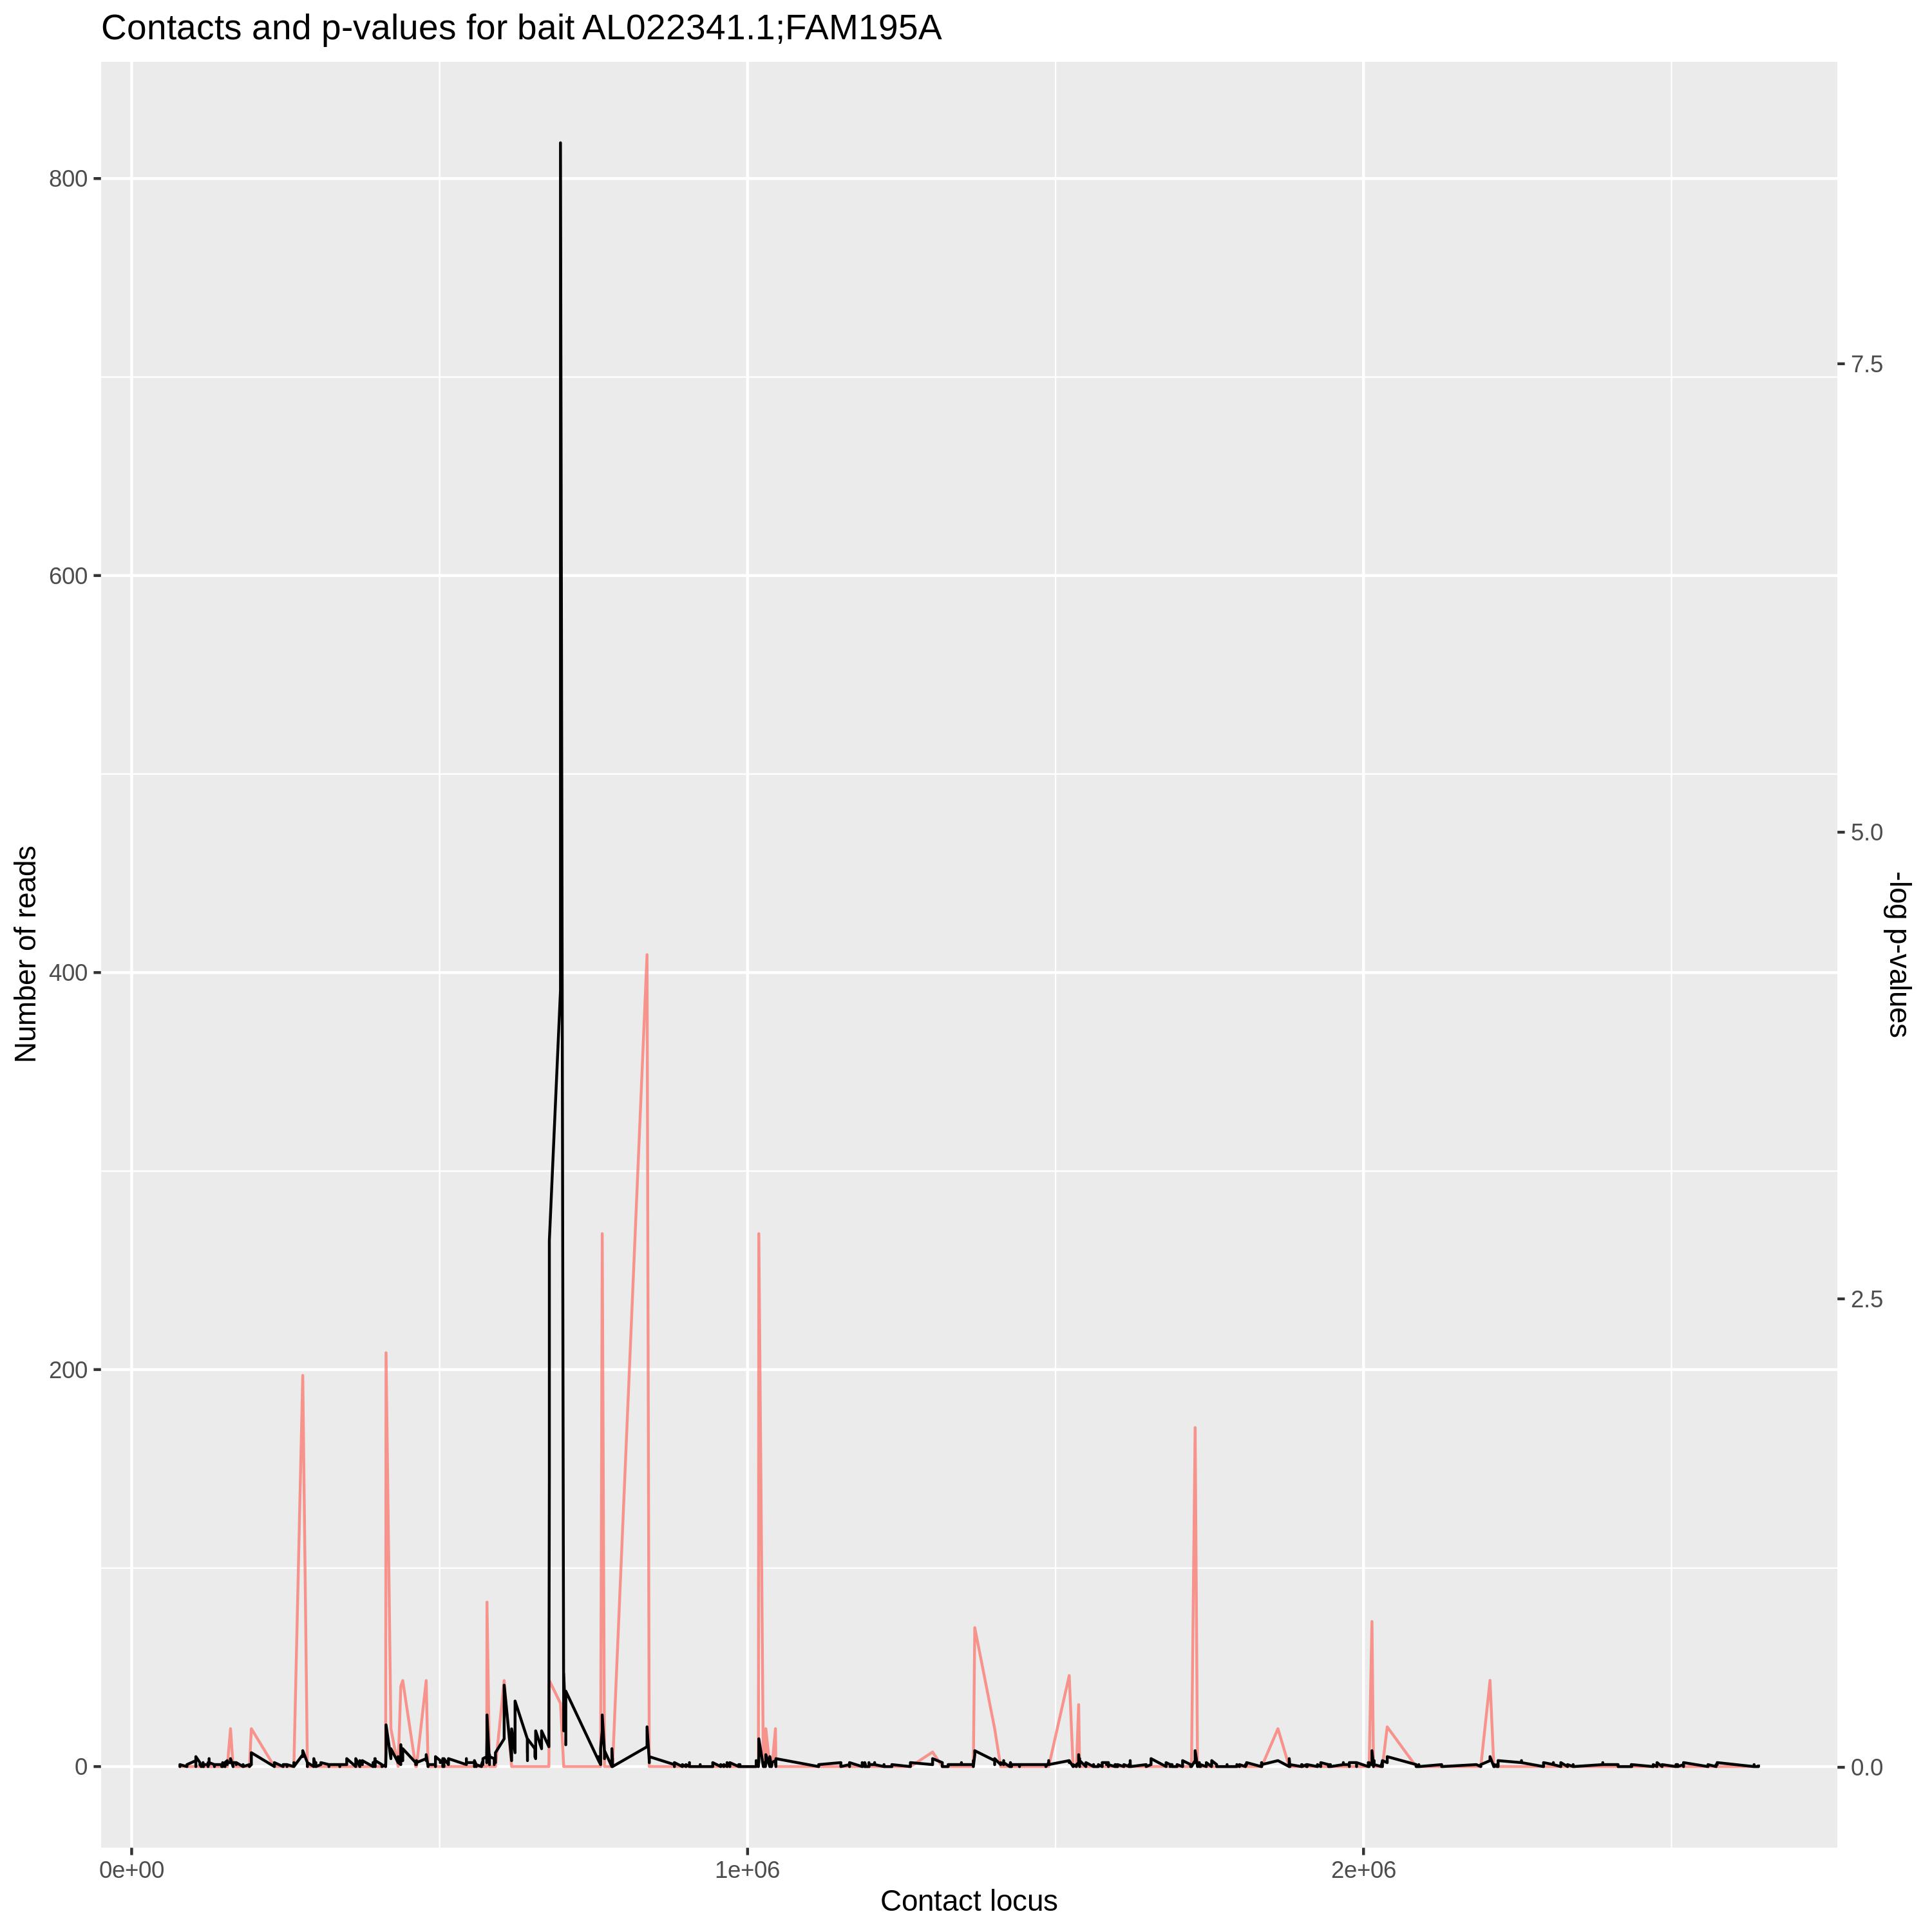 Contacts and p-values for bait AL022341.1;FAM195A
800
600
400
200
0
Number of reads
7.5
5.0
2.5
0.0
-log p-values
0e+00
1e+06
2e+06
Contact locus